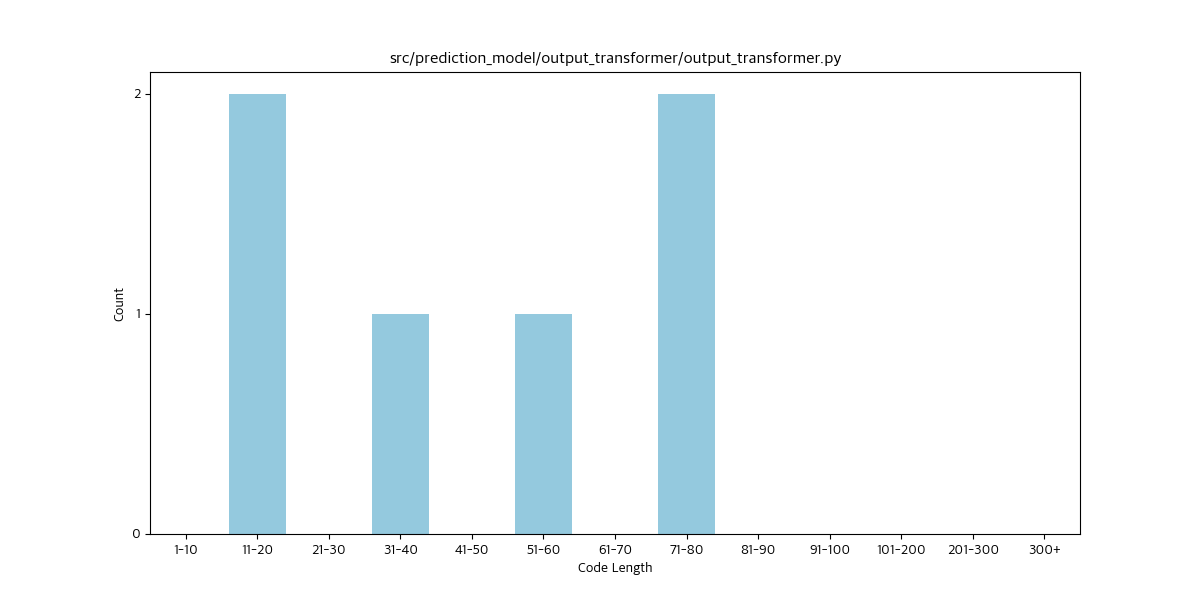 src/prediction_model/output_transformer/output_transformer.py
2
1
0
Count
1-10 11-20 21-30 31-40 41-50 51-60 61-70 71-80 81-90 91-100 101-200 201-300 300+
Code Length